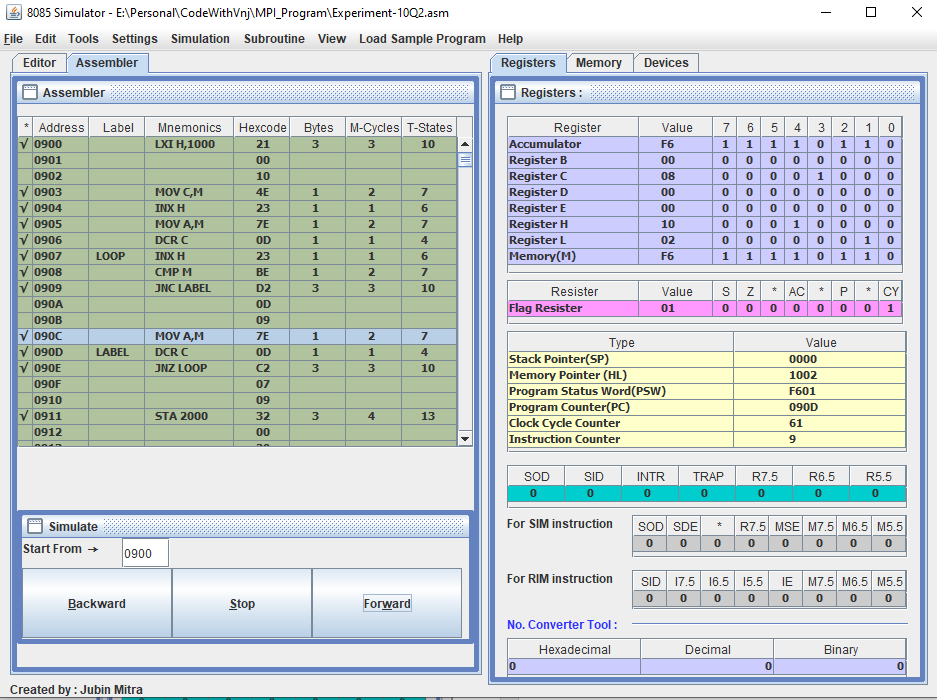 8085 Simulator - E:\Personal\CodeWithVnj\MPI_Program\Experiment-10Q2.asm
File Edit Tools Settings Simulation Subroutine View Load Sample Program Help
Editor Assembler
Assembler
* Address Label Mnemonics Hexcode Bytes M-Cycles T-States
√ 0900 LXI H,1000 21 3 3 10
0901 00
0902 10
√ 0903 MOV C,M 4E 1 2 7
√ 0904 INX H 23 1 1 6
√ 0905 MOV A,M 7E 1 2 7
√ 0906 DCR C 0D 1 1 4
√ 0907 LOOP INX H 23 1 1 6
√ 0908 CMP M BE 1 2 7
√ 0909 JNC LABEL D2 3 3 10
090A 0D
090B 09
√ 090C MOV A,M 7E 1 2 7
√ 090D LABEL DCR C 0D 1 1 4
√ 090E JNZ LOOP C2 3 3 10
090F 07
0910 09
√ 0911 STA 2000 32 3 4 13
0912 00
Simulate
Start From → 0900
Backward Stop Forward
Created by : Jubin Mitra
Registers Memory Devices
Registers :
Register Value 7 6 5 4 3 2 1 0
Accumulator F6 1 1 1 1 0 1 1 0
Register B 00 0 0 0 0 0 0 0 0
Register C 08 0 0 0 0 1 0 0 0
Register D 00 0 0 0 0 0 0 0 0
Register E 00 0 0 0 0 0 0 0 0
Register H 10 0 0 0 1 0 0 0 0
Register L 02 0 0 0 0 0 0 1 0
Memory(M) F6 1 1 1 1 0 1 1 0
Resister Value S Z * AC * P * CY
Flag Resister 01 0 0 0 0 0 0 0 1
Type Value
Stack Pointer(SP) 0000
Memory Pointer (HL) 1002
Program Status Word(PSW) F601
Program Counter(PC) 090D
Clock Cycle Counter 61
Instruction Counter 9
SOD SID INTR TRAP R7.5 R6.5 R5.5
0 0 0 0 0 0 0
For SIM instruction SOD SDE * R7.5 MSE M7.5 M6.5 M5.5
0 0 0 0 0 0 0 0
For RIM instruction SID I7.5 I6.5 I5.5 IE M7.5 M6.5 M5.5
0 0 0 0 0 0 0 0
No. Converter Tool :
Hexadecimal Decimal Binary
0 0 0